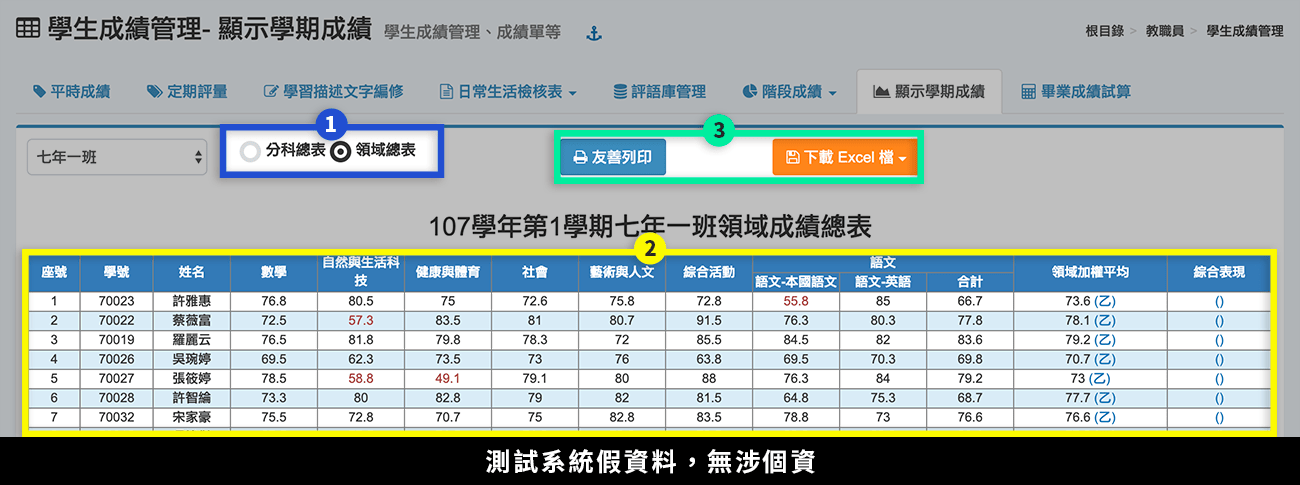 學生成績管理- 顯示學期成績 學生成績管理、成績單等
根目錄 > 教職員 > 學生成績管理
平時成績 定期評量 學習描述文字編修 日常生活檢核表 評語庫管理 階段成績 顯示學期成績 畢業成績試算
1
3
七年一班 分科總表 領域總表 友善列印 下載 Excel 檔
107學年第1學期七年一班領域成績總表
2
座號 學號 姓名 數學 自然與生活科技 健康與體育 社會 藝術與人文 綜合活動 語文 領域加權平均 綜合表現
語文-本國語文 語文-英語 合計
1 70023 許雅惠 76.8 80.5 75 72.6 75.8 72.8 55.8 85 66.7 73.6 (乙) ()
2 70022 蔡薇富 72.5 57.3 83.5 81 80.7 91.5 76.3 80.3 77.8 78.1 (乙) ()
3 70019 羅麗云 76.5 81.8 79.8 78.3 72 85.5 84.5 82 83.6 79.2 (乙) ()
4 70026 吳琬婷 69.5 62.3 73.5 73 76 63.8 69.5 70.3 69.8 70.7 (乙) ()
5 70027 張筱婷 78.5 58.8 49.1 79.1 80 88 76.3 84 79.2 73 (乙) ()
6 70028 許智綸 73.3 80 82.8 79 82 81.5 64.8 75.3 68.7 77.7 (乙) ()
7 70032 宋家豪 75.5 72.8 70.7 75 82.8 83.5 78.8 73 76.6 76.6 (乙) ()
測試系統假資料，無涉個資